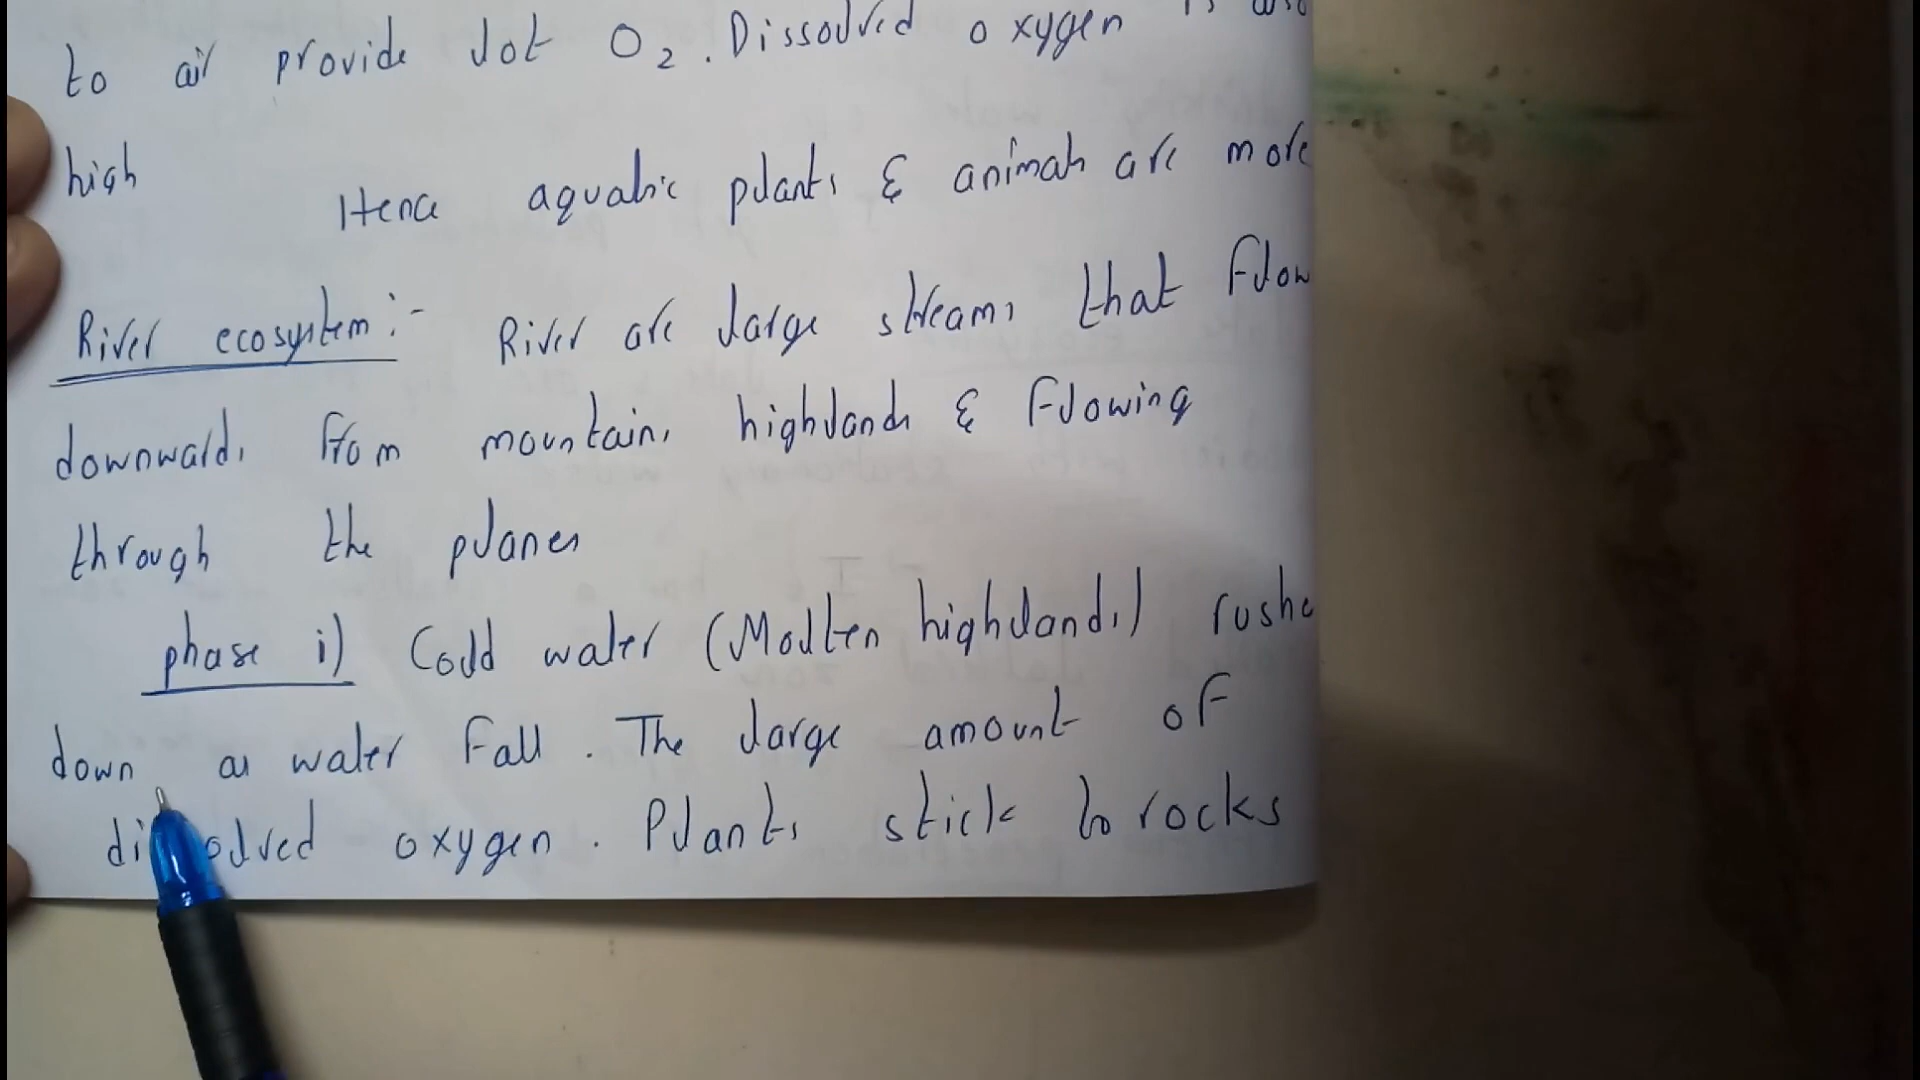 to air provide lot O2. Dissolved oxygen is also
high
Hence aquatic plants & animals are more
River ecosystem:- River are large streams that flow
downwards from mountains highlands & flowing
through the planes
phase i) Cold water (Molten highlands) rushe
down as water fall. The large amount of
dissolved oxygen. Plants stick to rocks